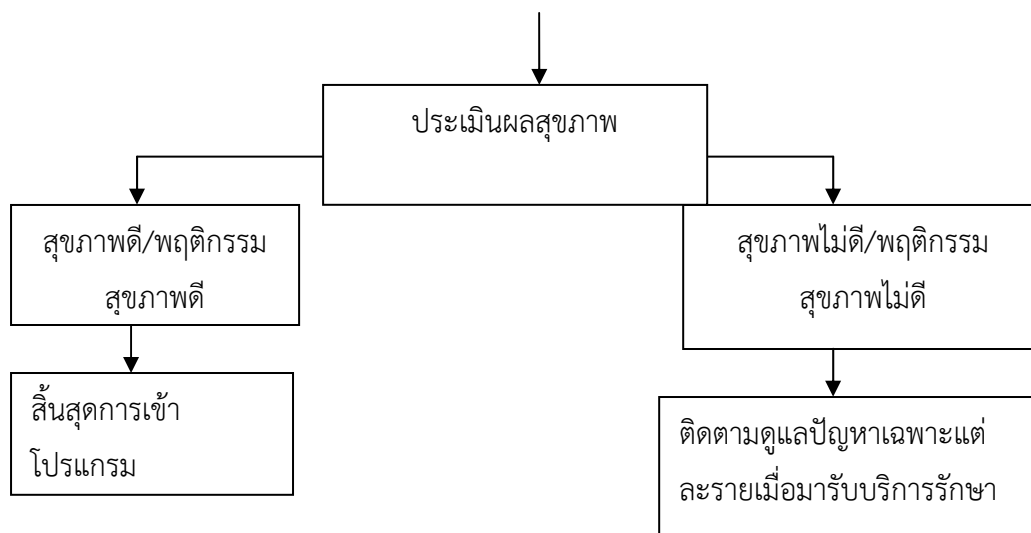 ประเมินผลสุขภาพ
สุขภาพดี/พฤติกรรม
สุขภาพดี
สุขภาพไม่ดี/พฤติกรรม
สุขภาพไม่ดี
สิ้นสุดการเข้า
โปรแกรม
ติดตามดูแลปัญหาเฉพาะแต่
ละรายเมื่อมารับบริการรักษา